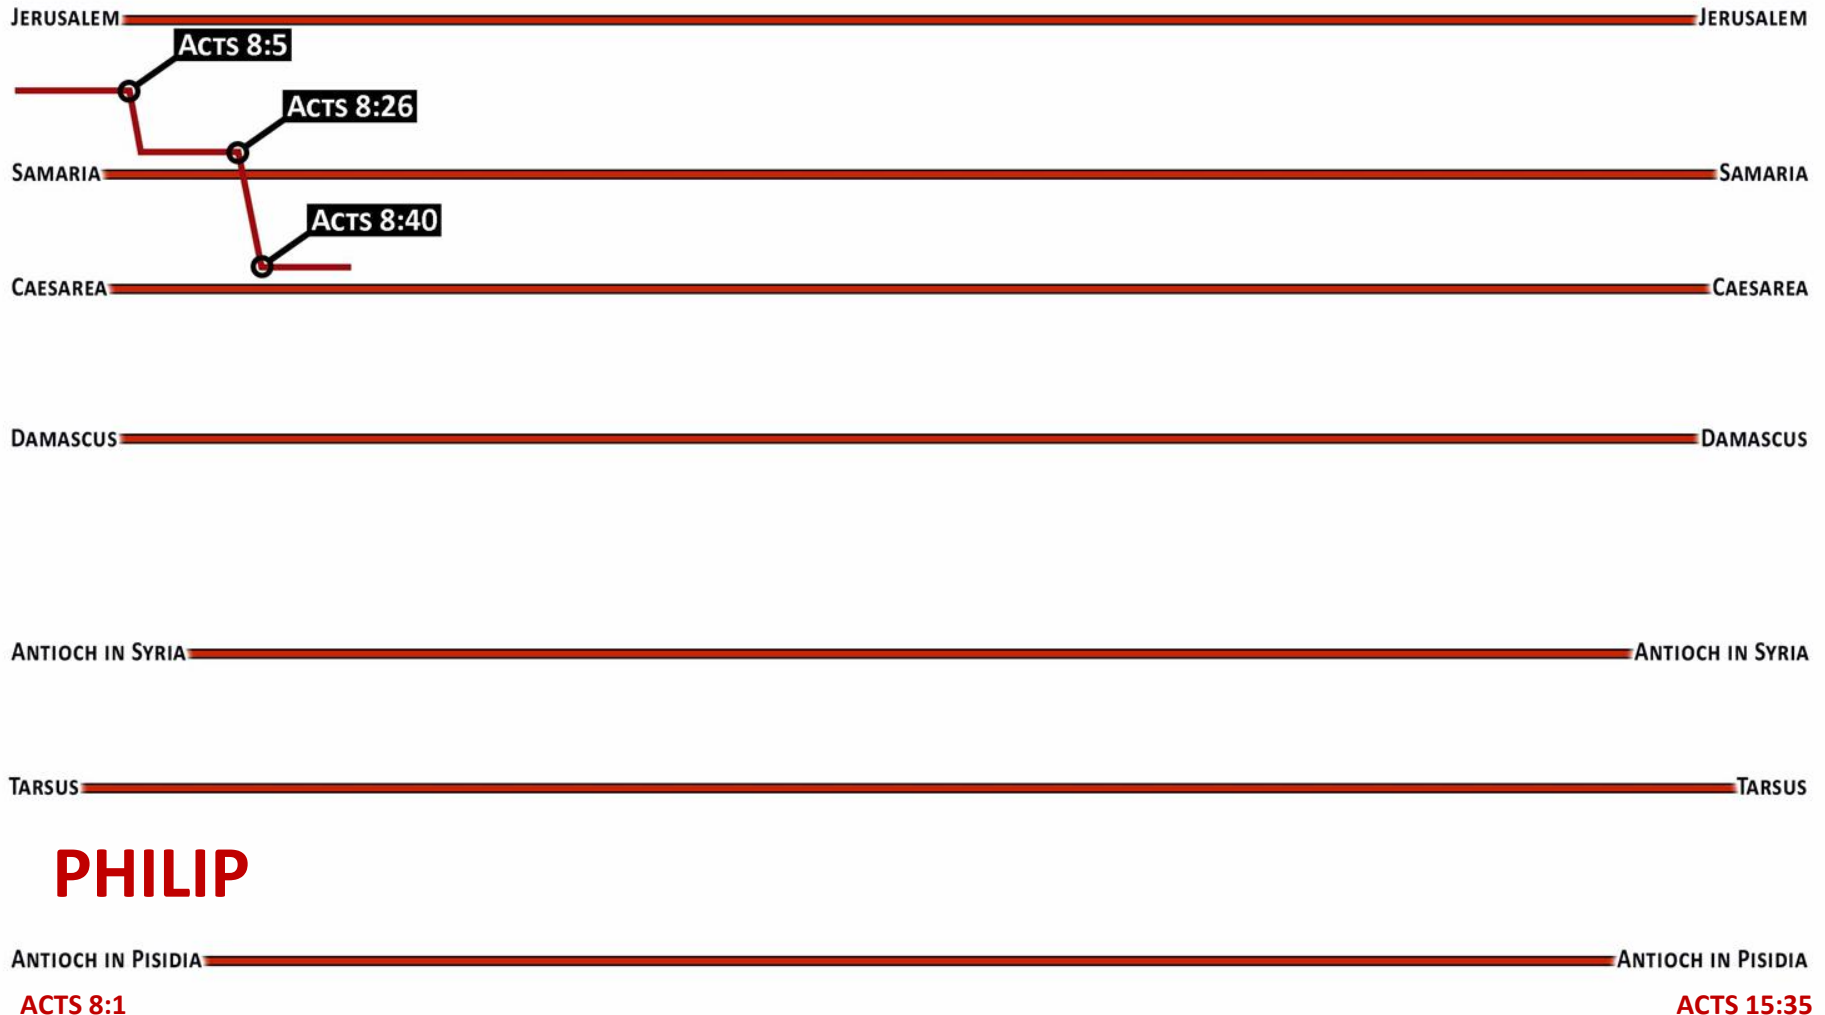 JERUSALEM JERUSALEM
ACTS 8:5
ACTS 8:26
SAMARIA SAMARIA
ACTS 8:40
CAESAREA CAESAREA
DAMASCUS DAMASCUS
ANTIOCH IN SYRIA ANTIOCH IN SYRIA
TARSUS TARSUS
PHILIP
ANTIOCH IN PISIDIA ANTIOCH IN PISIDIA
ACTS 8:1 ACTS 15:35